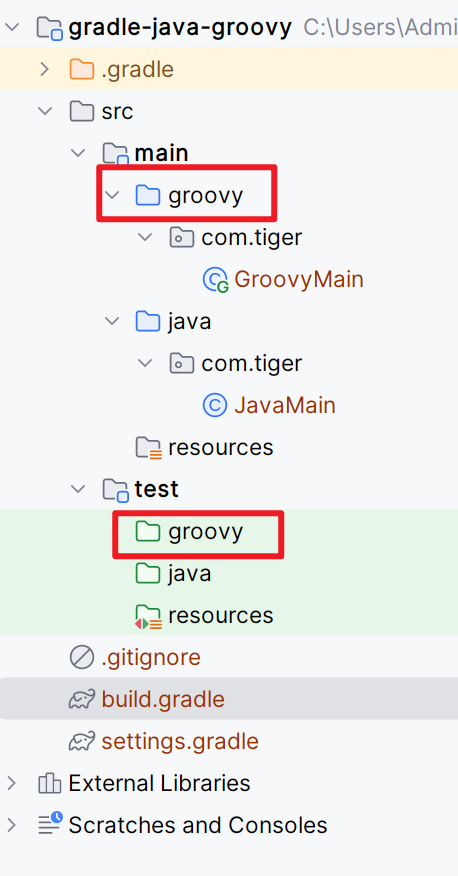 gradle-java-groovy C:\Users\Admi
.gradle
src
main
groovy
com.tiger
GroovyMain
java
com.tiger
JavaMain
resources
test
groovy
java
resources
.gitignore
build.gradle
settings.gradle
External Libraries
Scratches and Consoles